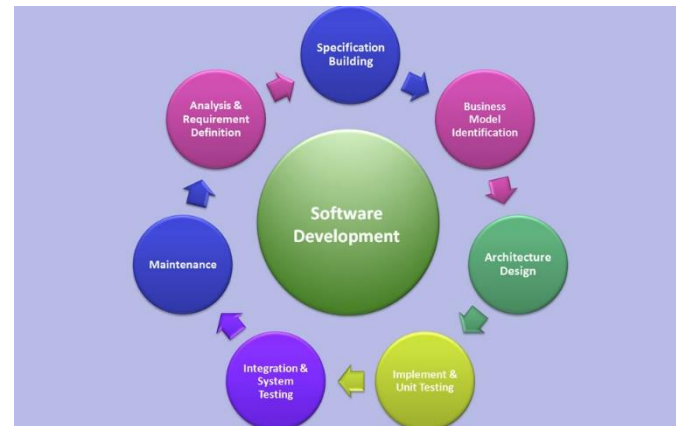 Specification
Building
Business
Model
Identification
Architecture
Design
Implement &
Unit Testing
Integration &
System
Testing
Maintenance
Analysis &
Requirement
Definition
Software
Development